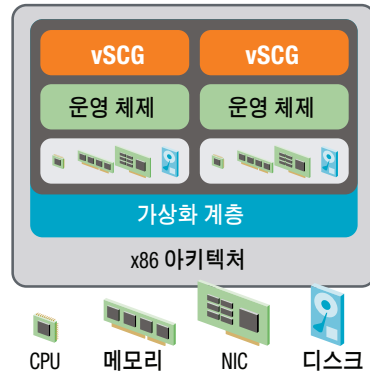 vSCG vSCG
운영 체제 운영 체제
가상화 계층
x86 아키텍처
CPU 메모리 NIC 디스크